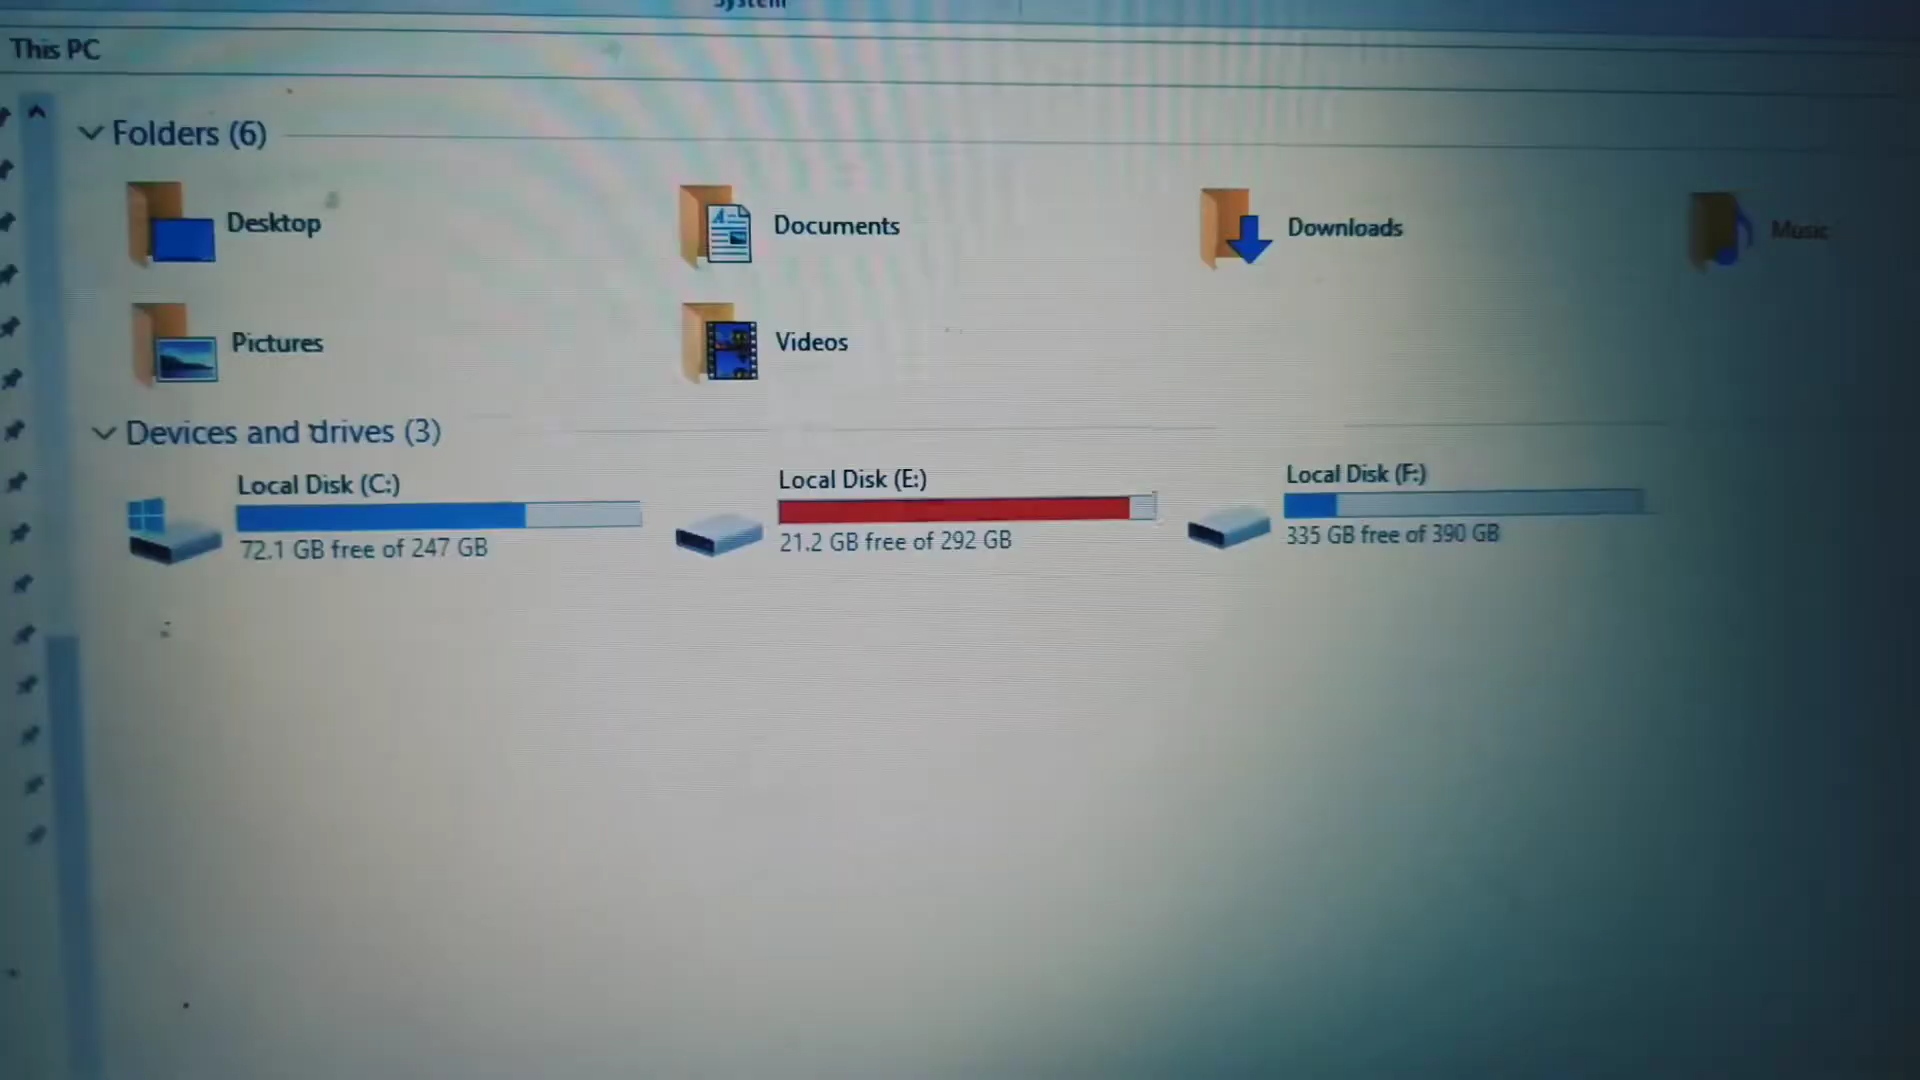 System
This PC
Folders (6)
Desktop
Documents
Downloads
Music
Pictures
Videos
Devices and drives (3)
Local Disk (C:)
72.1 GB free of 247 GB
Local Disk (E:)
21.2 GB free of 292 GB
Local Disk (F:)
335 GB free of 390 GB